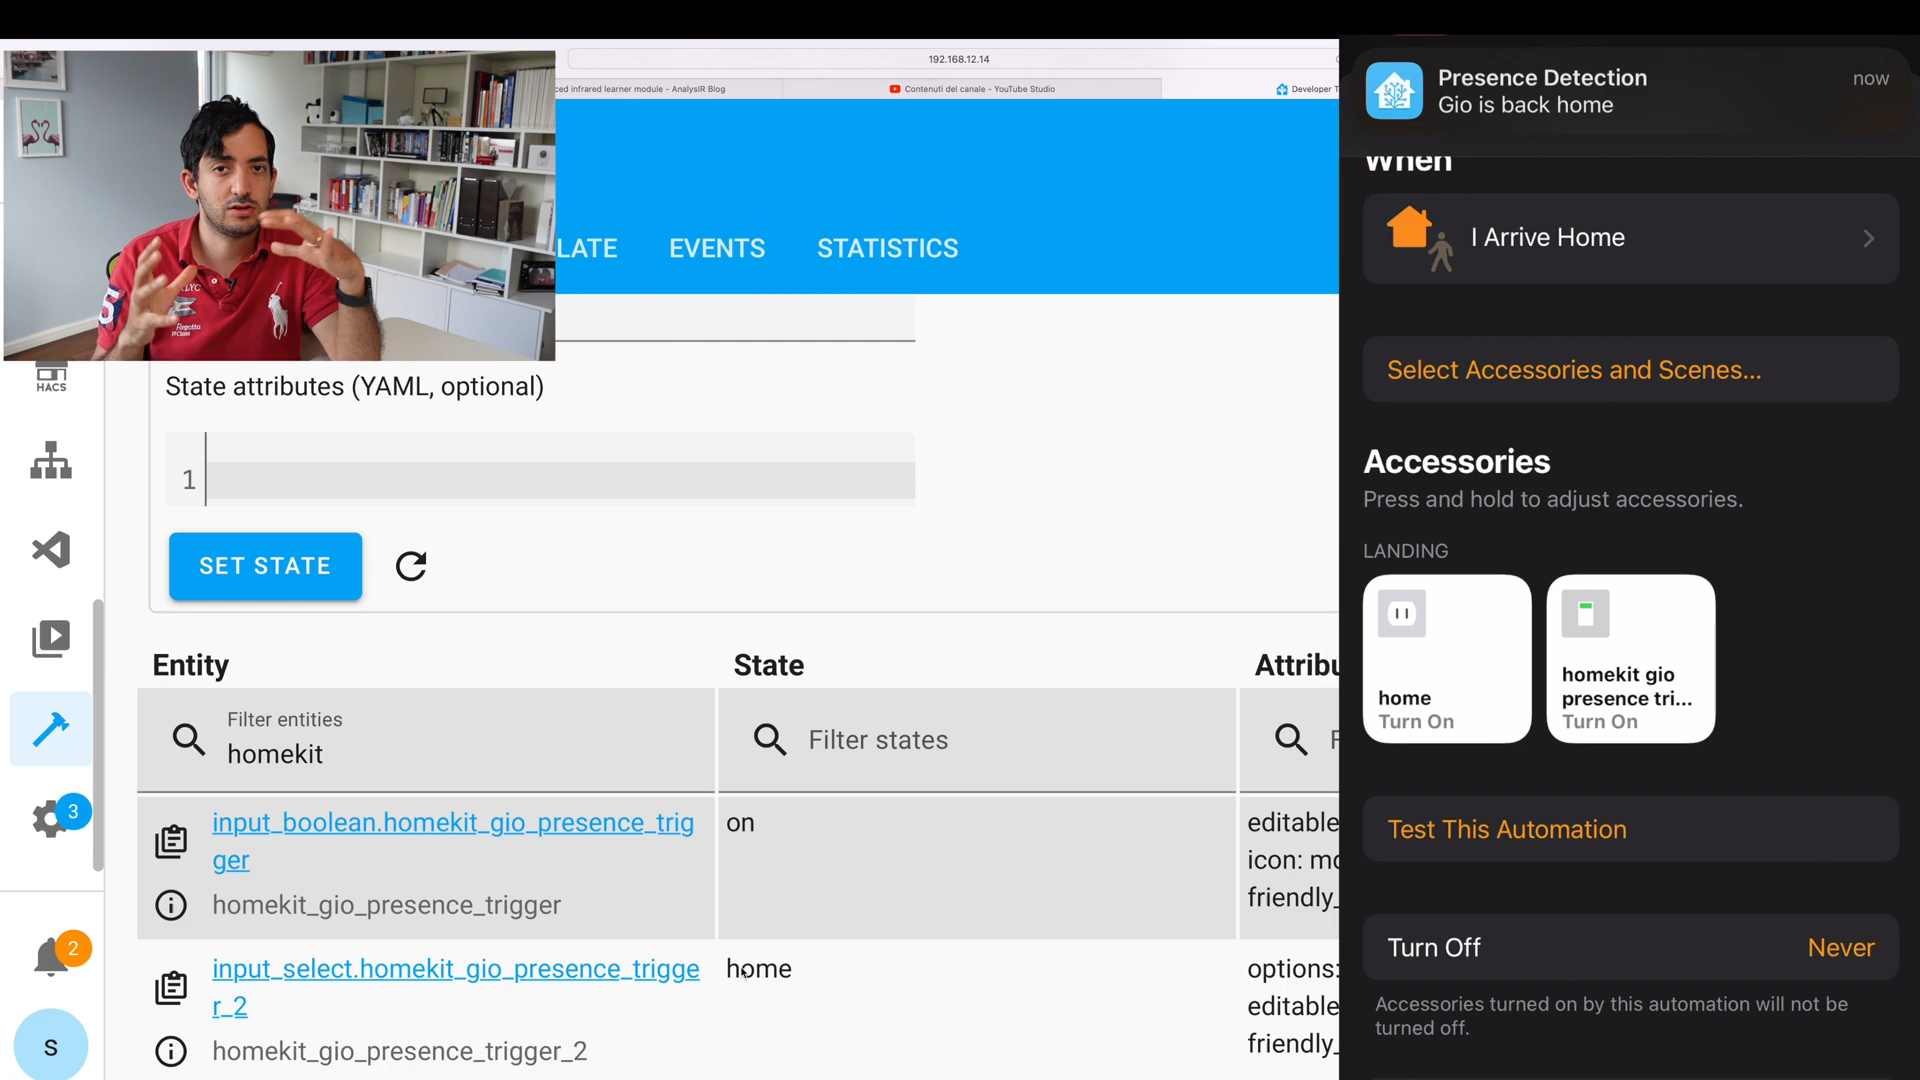 192.168.12.14
ced infrared learner module - AnalysIR Blog
Contenuti del canale - YouTube Studio
Developer T
LATE
EVENTS
STATISTICS
HACS
State attributes (YAML, optional)
1
SET STATE
Entity
State
Attribu
Filter entities
homekit
Filter states
F
input_boolean.homekit_gio_presence_trig
ger
homekit_gio_presence_trigger
on
editable
icon: mo
friendly_
input_select.homekit_gio_presence_trigge
r_2
homekit_gio_presence_trigger_2
home
options:
editable
friendly_
3
2
S
Presence Detection
now
Gio is back home
When
I Arrive Home
Select Accessories and Scenes...
Accessories
Press and hold to adjust accessories.
LANDING
home
Turn On
homekit gio
presence tri...
Turn On
Test This Automation
Turn Off
Never
Accessories turned on by this automation will not be
turned off.